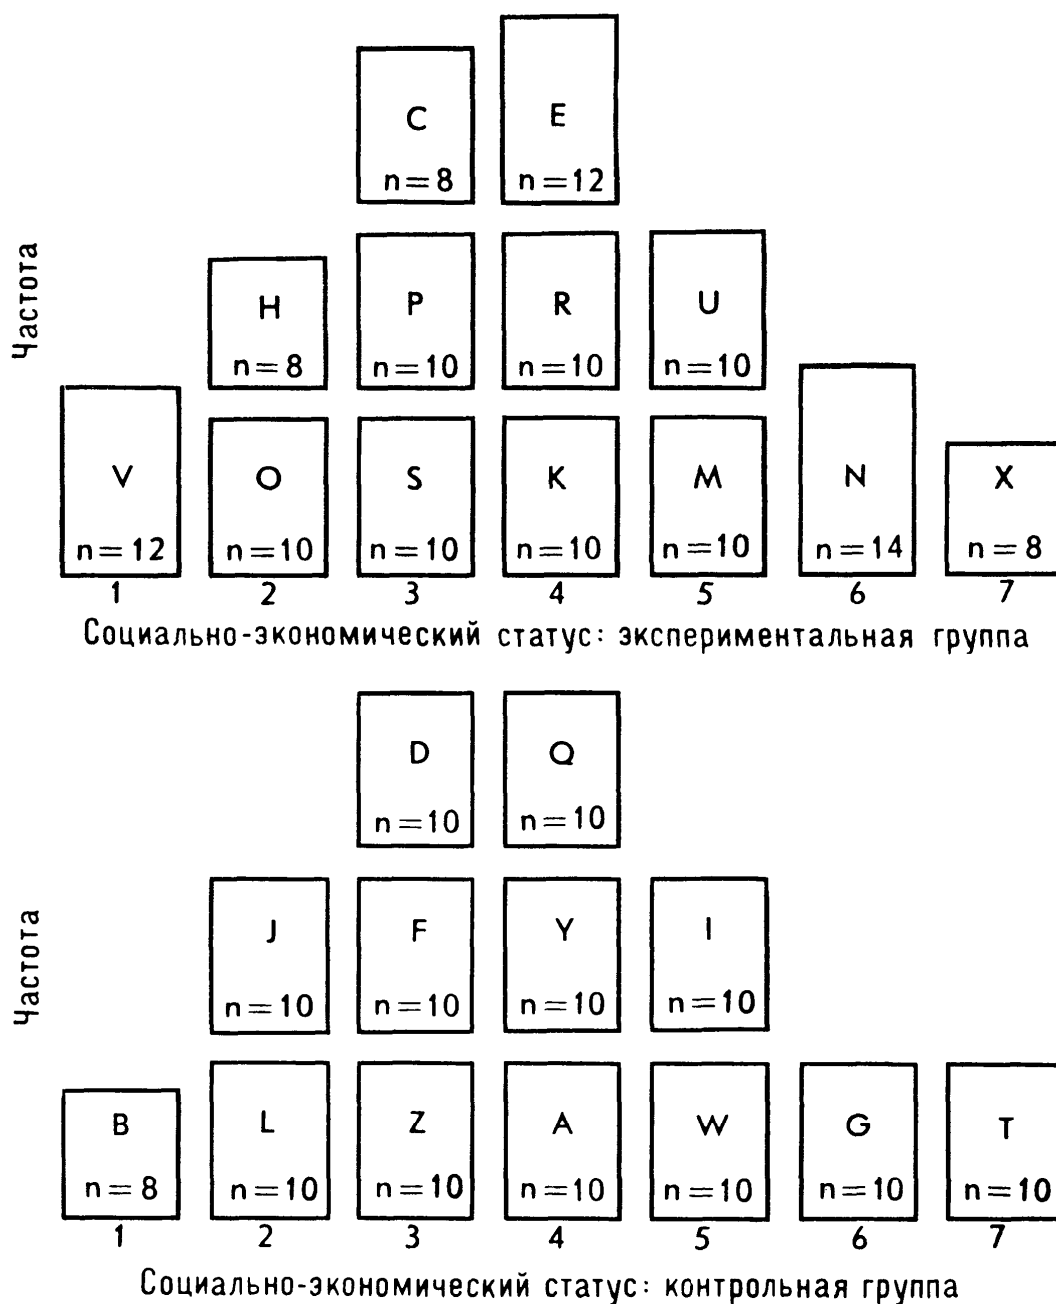 C E
n=8 n=12
Частота
H P R U
n=8 n=10 n=10 n=10
V O S K M N X
n=12 n=10 n=10 n=10 n=10 n=14 n=8
1 2 3 4 5 6 7
Социально-экономический статус: экспериментальная группа
D Q
n=10 n=10
Частота
J F Y I
n=10 n=10 n=10 n=10
B L Z A W G T
n=8 n=10 n=10 n=10 n=10 n=10 n=10
1 2 3 4 5 6 7
Социально-экономический статус: контрольная группа